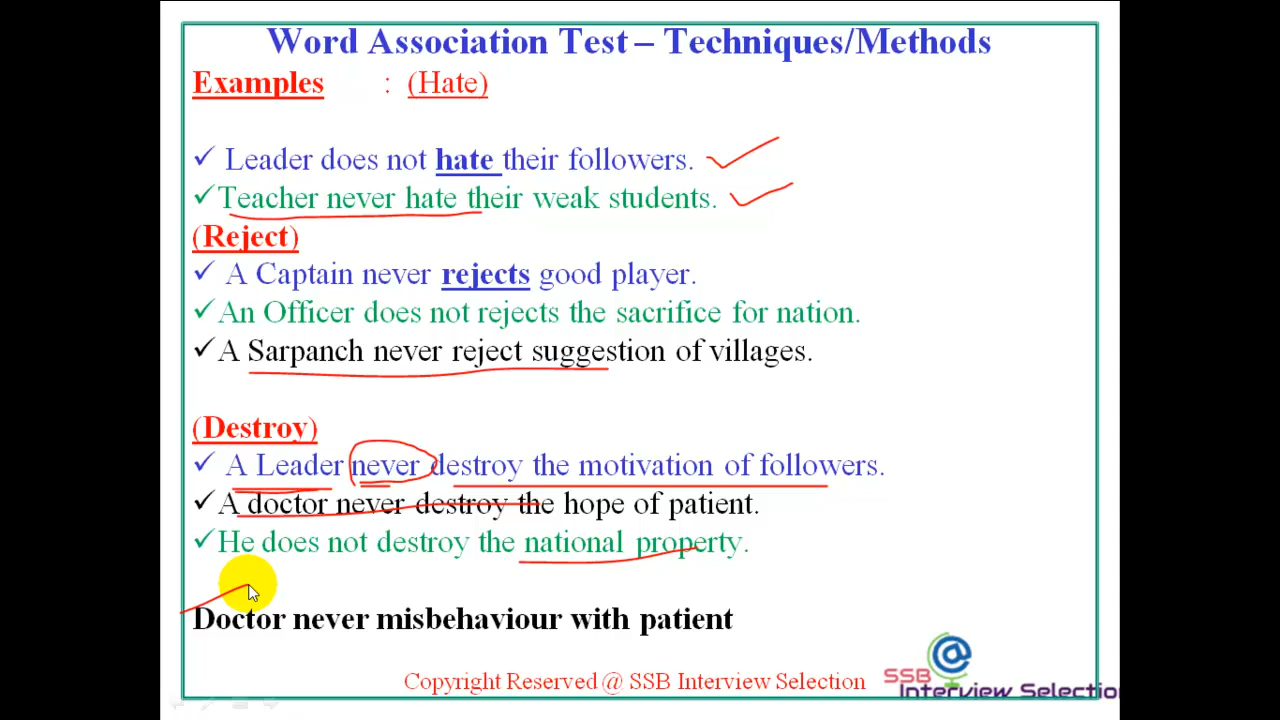 Word Association Test – Techniques/Methods
Examples : (Hate)
✓ Leader does not hate their followers.
✓ Teacher never hate their weak students.
(Reject)
✓ A Captain never rejects good player.
✓ An Officer does not rejects the sacrifice for nation.
✓ A Sarpanch never reject suggestion of villages.
(Destroy)
✓ A Leader never destroy the motivation of followers.
✓ A doctor never destroy the hope of patient.
✓ He does not destroy the national property.
Doctor never misbehaviour with patient
Copyright Reserved @ SSB Interview Selection
SSB
Interview Selection